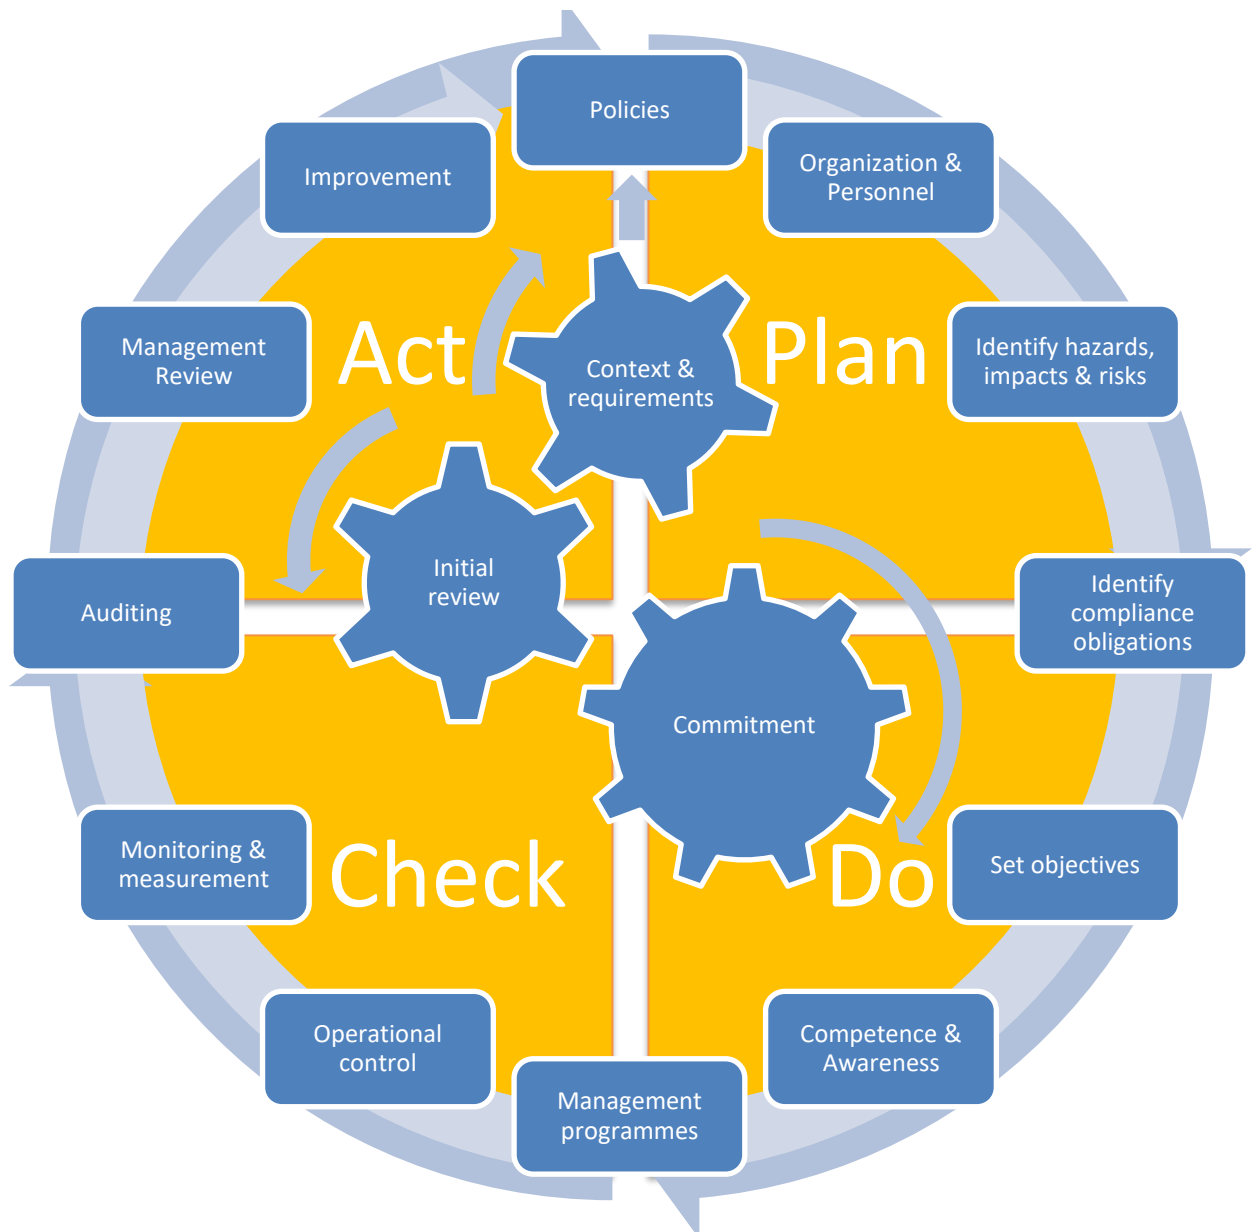 Policies
Improvement
Organization &
Personnel
Management
Review
Act
Plan
Identify hazards,
impacts & risks
Context &
requirements
Auditing
Initial
review
Identify
compliance
obligations
Commitment
Monitoring &
measurement
Check
Do
Set objectives
Operational
control
Competence &
Awareness
Management
programmes